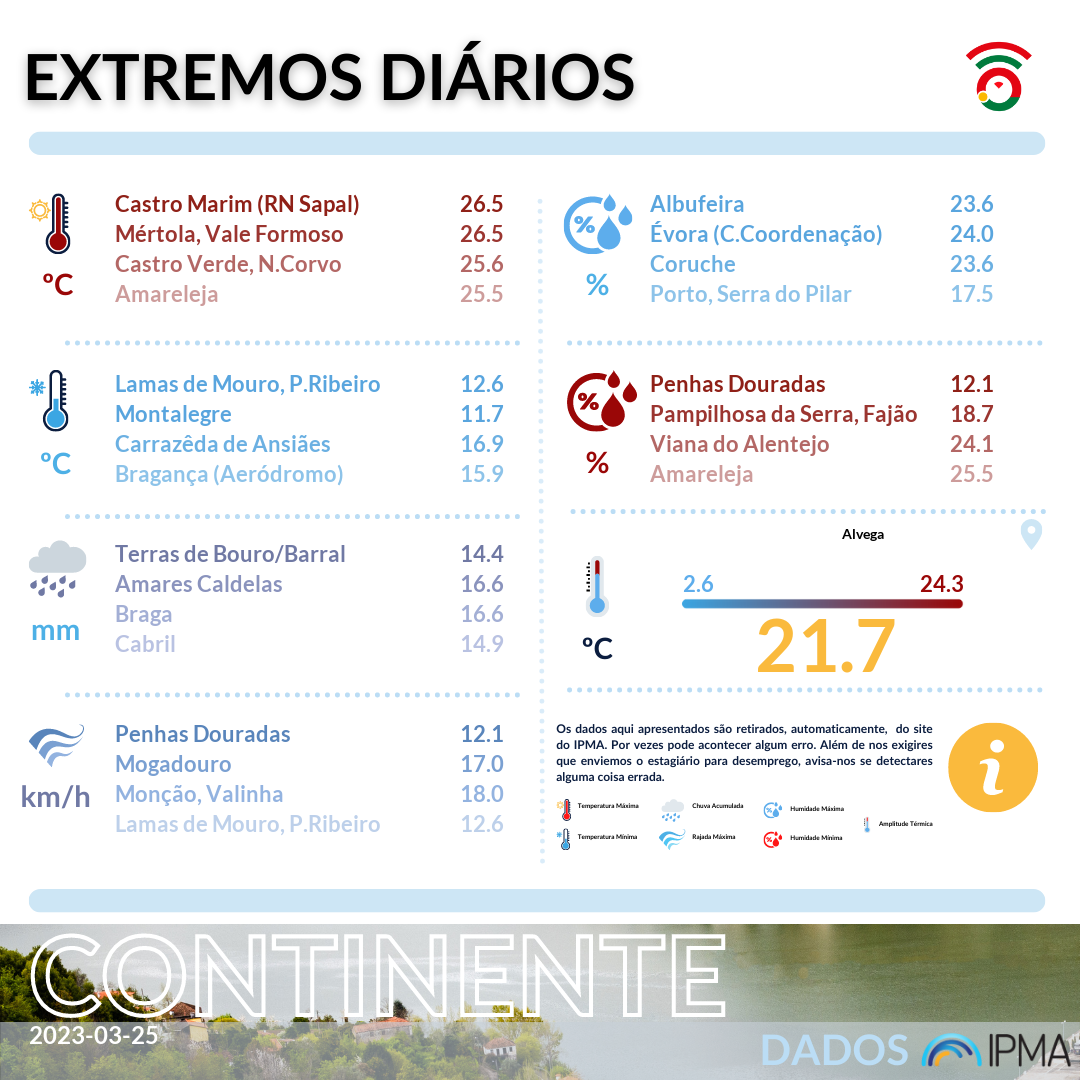 EXTREMOS DIÁRIOS
Castro Marim (RN Sapal) 26.5
Mértola, Vale Formoso 26.5
Castro Verde, N.Corvo 25.6
Amareleja 25.5
ºC
Lamas de Mouro, P.Ribeiro 12.6
Montalegre 11.7
Carrazêda de Ansiães 16.9
Bragança (Aeródromo) 15.9
ºC
Terras de Bouro/Barral 14.4
Amares Caldelas 16.6
Braga 16.6
Cabril 14.9
mm
Penhas Douradas 12.1
Mogadouro 17.0
Monção, Valinha 18.0
Lamas de Mouro, P.Ribeiro 12.6
km/h
%
Albufeira 23.6
Évora (C.Coordenação) 24.0
Coruche 23.6
Porto, Serra do Pilar 17.5
%
%
Penhas Douradas 12.1
Pampilhosa da Serra, Fajão 18.7
Viana do Alentejo 24.1
Amareleja 25.5
%
Alvega
2.6 24.3
21.7
ºC
Os dados aqui apresentados são retirados, automaticamente, do site
do IPMA. Por vezes pode acontecer algum erro. Além de nos exigires
que enviemos o estagiário para desemprego, avisa-nos se detectares
alguma coisa errada.
i
Temperatura Máxima Chuva Acumulada Humidade Máxima
Amplitude Térmica
Temperatura Mínima Rajada Máxima Humidade Mínima
CONTINENTE
2023-03-25
DADOS IPMA